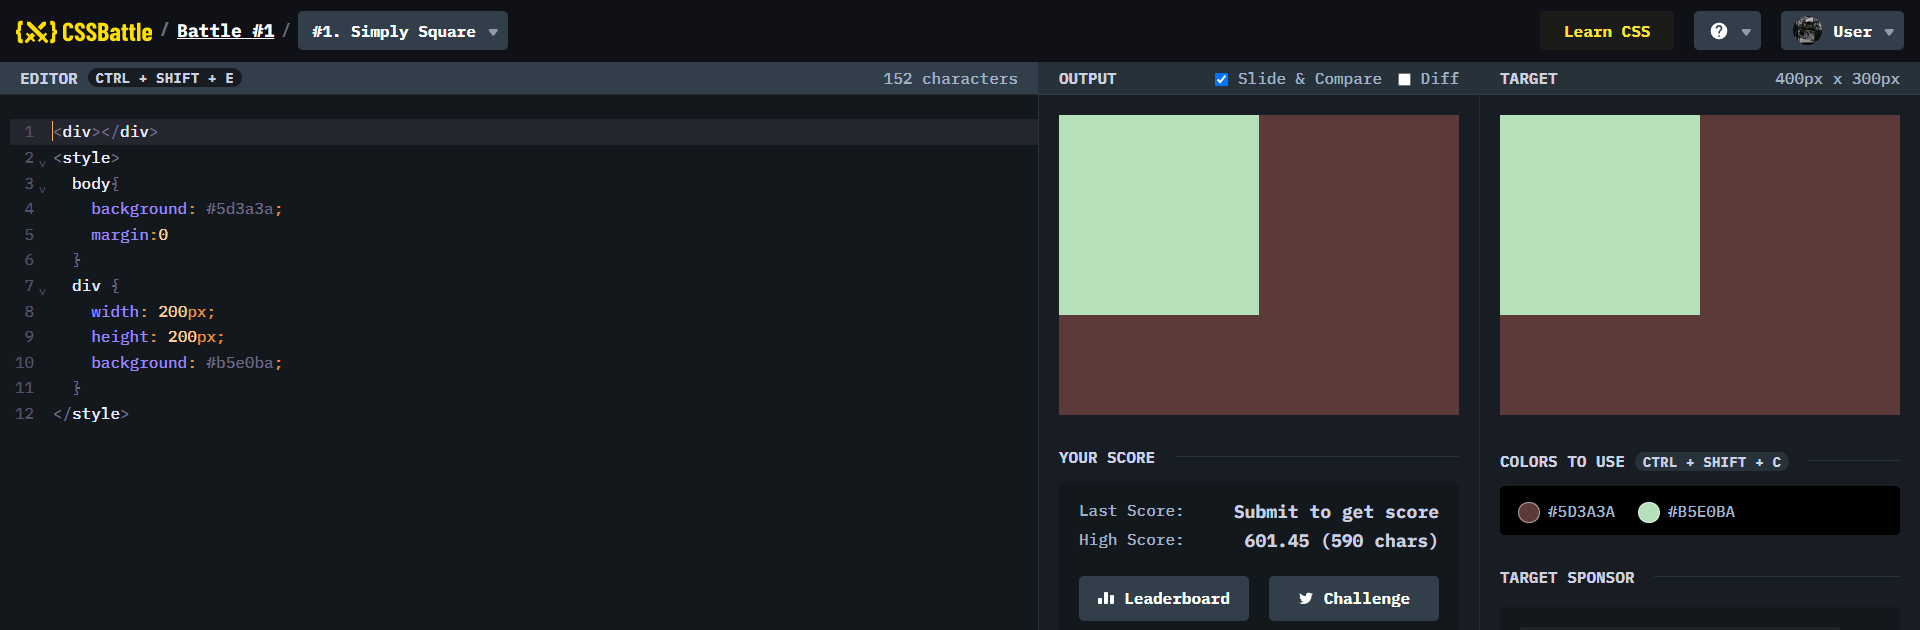 {X} CSSBattle / Battle #1 / #1. Simply Square
Learn CSS
?
User
EDITOR CTRL + SHIFT + E 152 characters
OUTPUT Slide & Compare Diff
TARGET 400px x 300px
1 <div></div>
2 <style>
3 body{
4 background: #5d3a3a;
5 margin:0
6 }
7 div {
8 width: 200px;
9 height: 200px;
10 background: #b5e0ba;
11 }
12 </style>
YOUR SCORE
Last Score: Submit to get score
High Score: 601.45 (590 chars)
Leaderboard
Challenge
COLORS TO USE CTRL + SHIFT + C
#5D3A3A #B5E0BA
TARGET SPONSOR